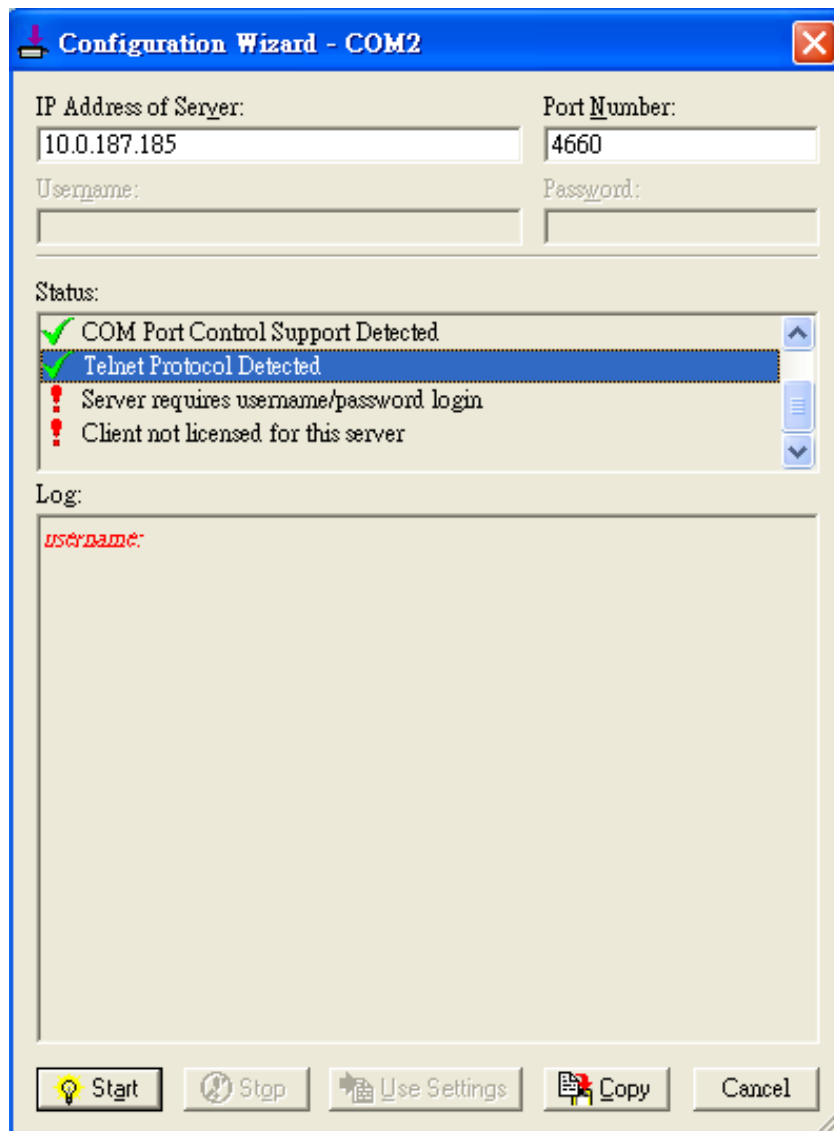 Configuration Wizard - COM2
IP Address of Server:
Port Number:
10.0.187.185
4660
Username:
Password:
Status:
COM Port Control Support Detected
Telnet Protocol Detected
Server requires username/password login
Client not licensed for this server
Log:
username:
Start
Stop
Use Settings
Copy
Cancel